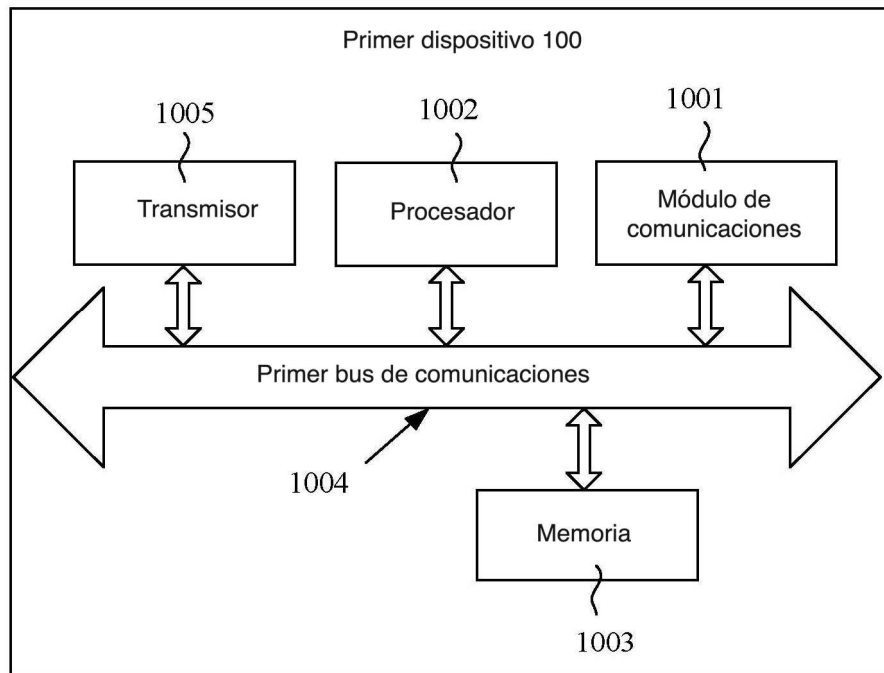 Primer dispositivo 100
1005
1002
1001
Transmisor
Procesador
Módulo de
comunicaciones
Primer bus de comunicaciones
1004
Memoria
1003